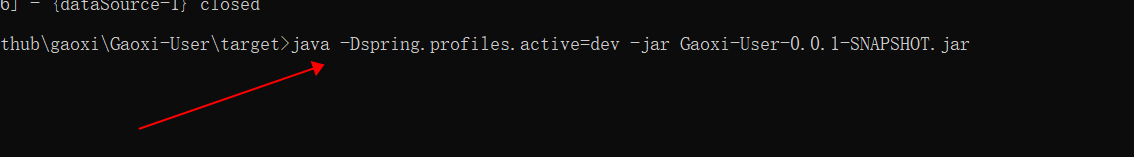 6] - {dataSource-1} closed
thub\gaoxi\Gaoxi-User\target>java -Dspring.profiles.active=dev -jar Gaoxi-User-0.0.1-SNAPSHOT.jar